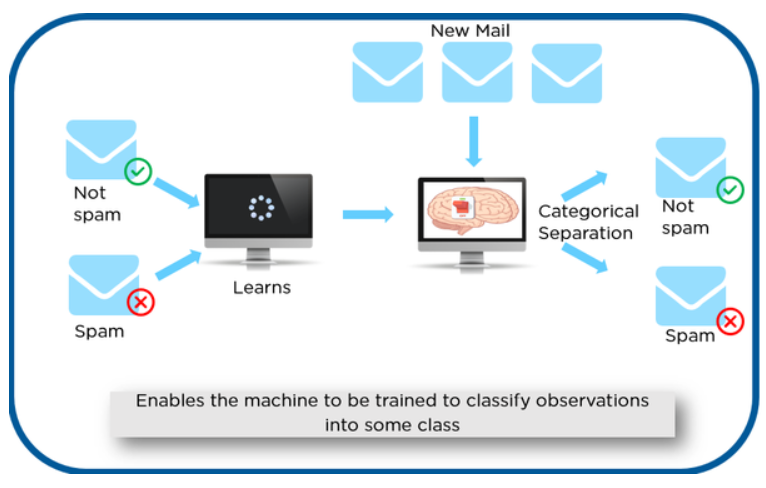 New Mail
Not
spam
Spam
Learns
Categorical
Separation
Not
spam
Spam
Enables the machine to be trained to classify observations
into some class